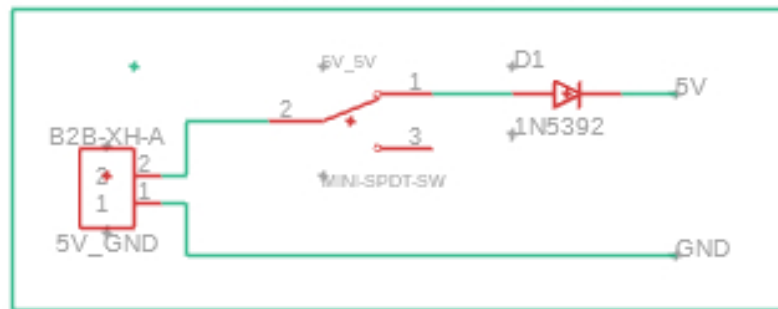 5V_5V
D1
1
5V
2
1N5392
3
B2B-XH-A
2
2
1
1
MINI-SPDT-SW
5V_GND
GND